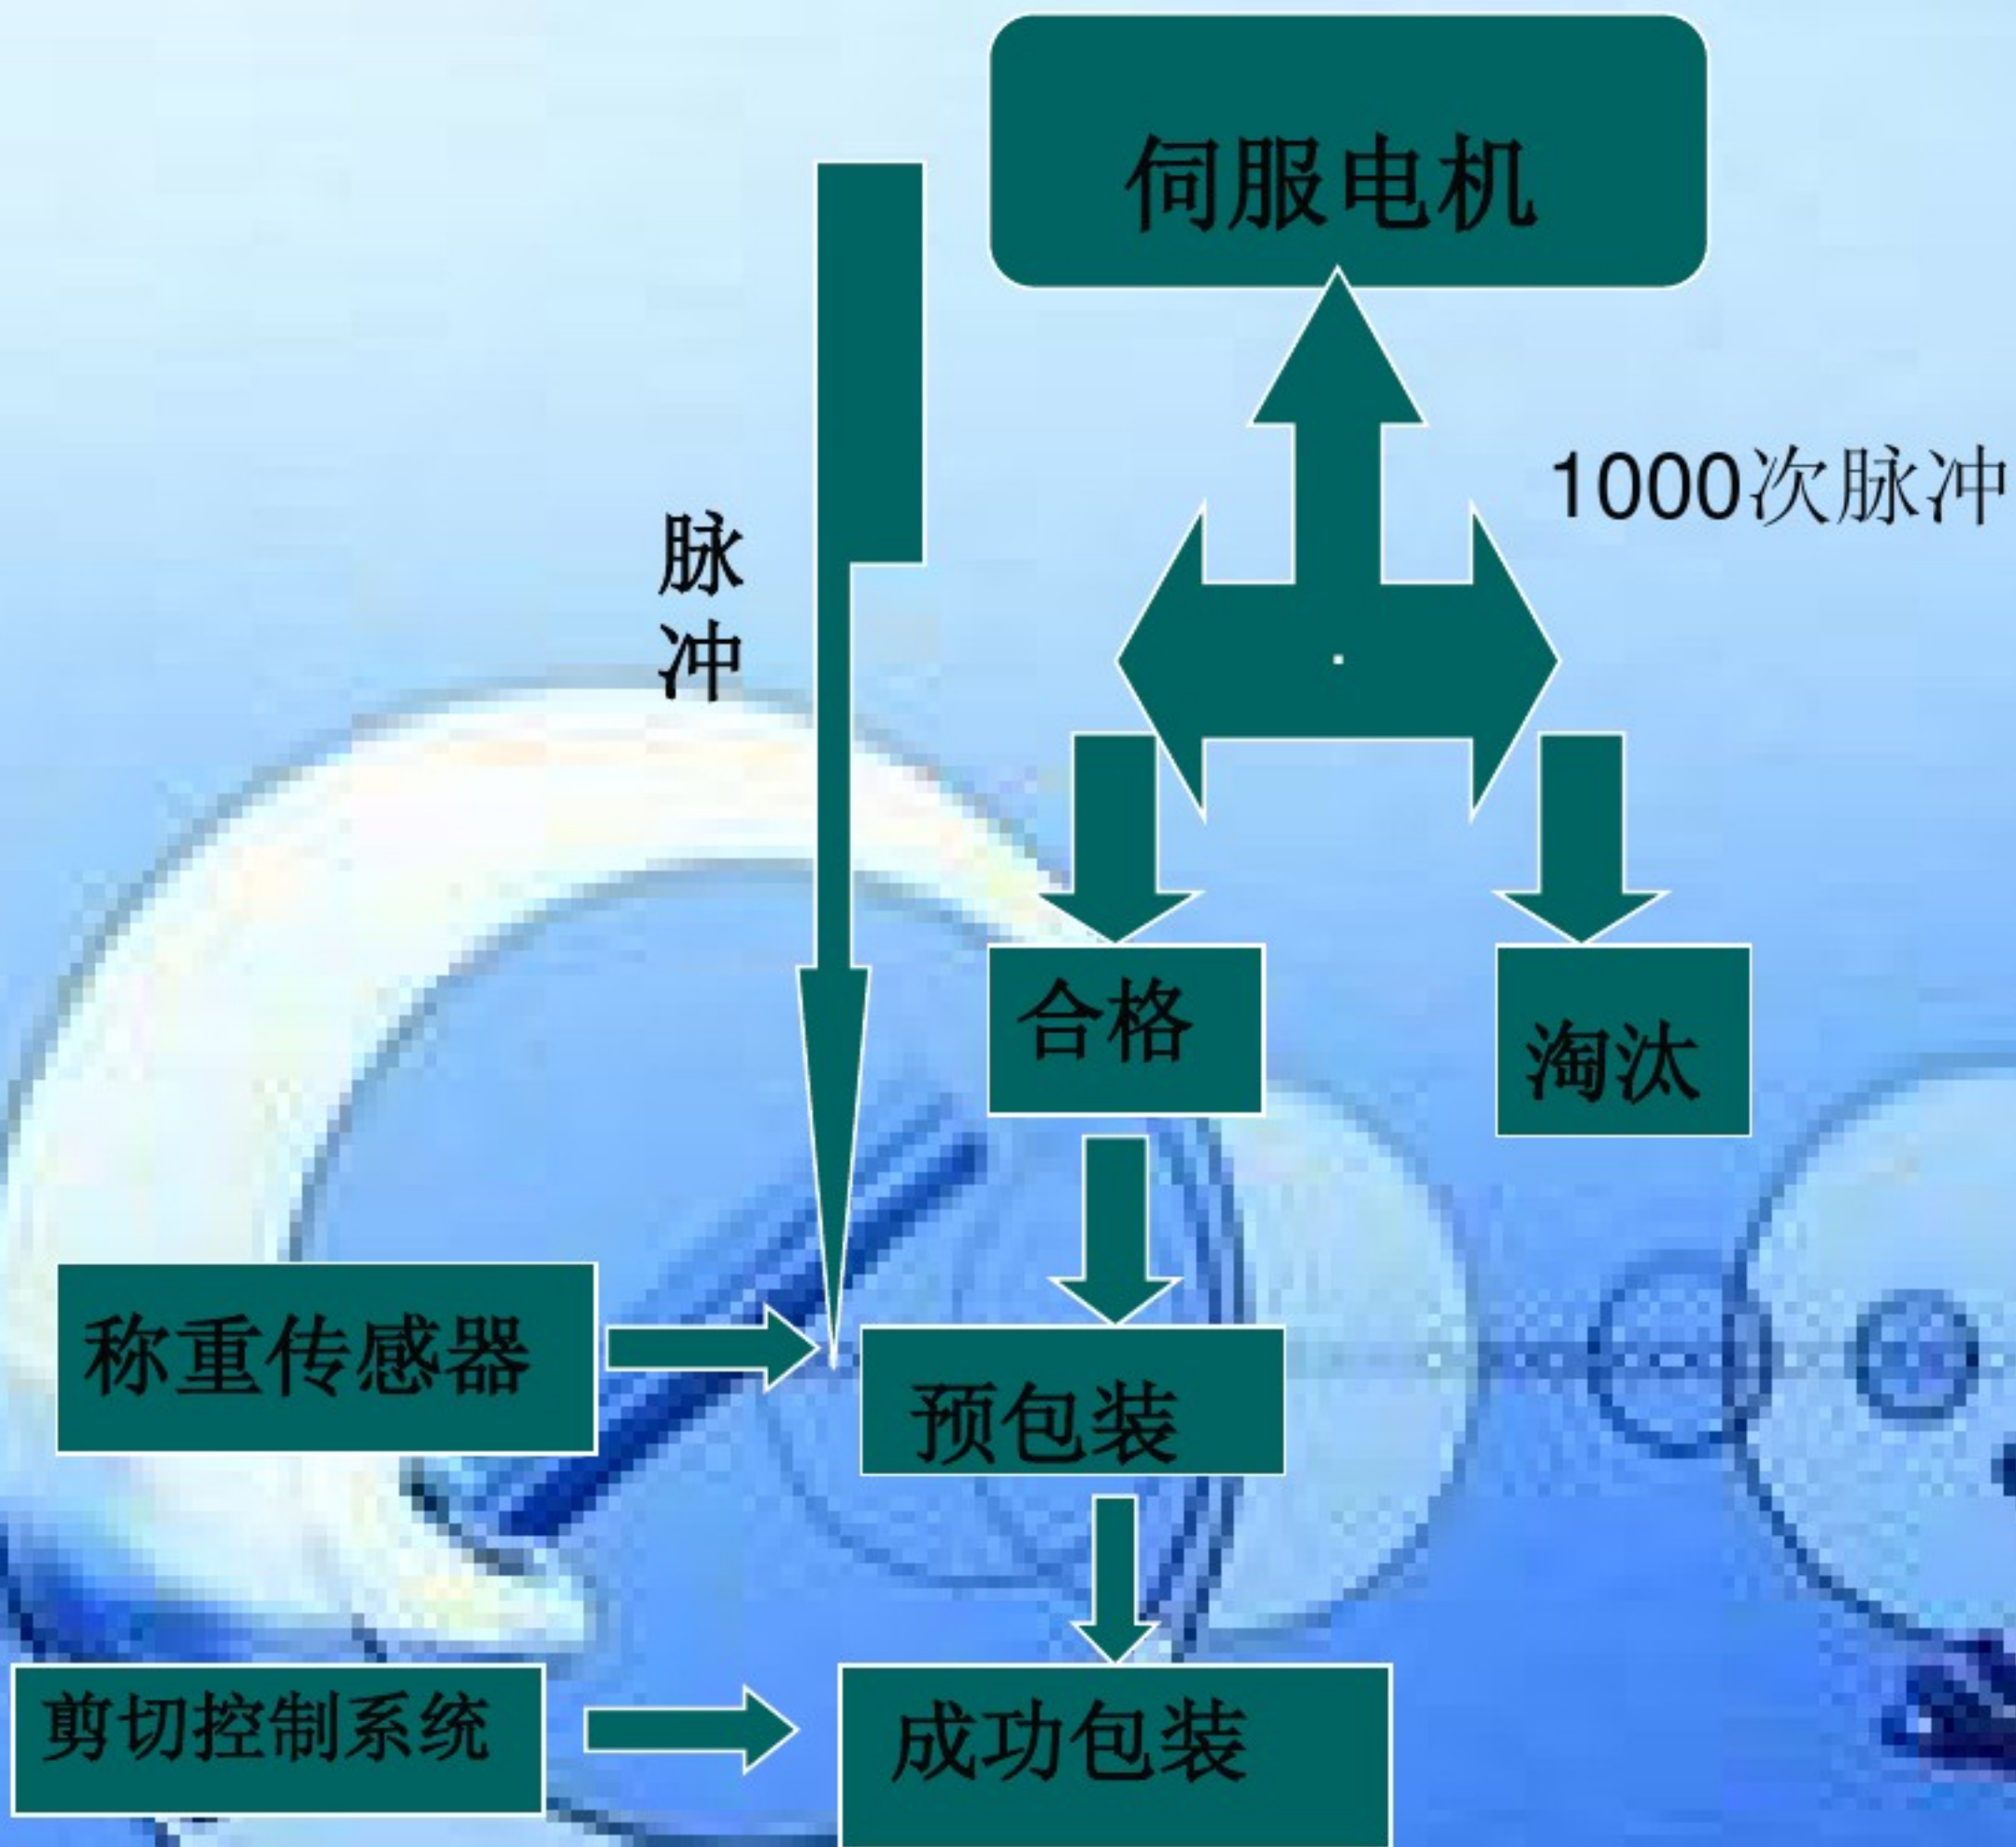 伺服电机
1000次脉冲
脉
冲
合格
淘汰
称重传感器
预包装
剪切控制系统
成功包装